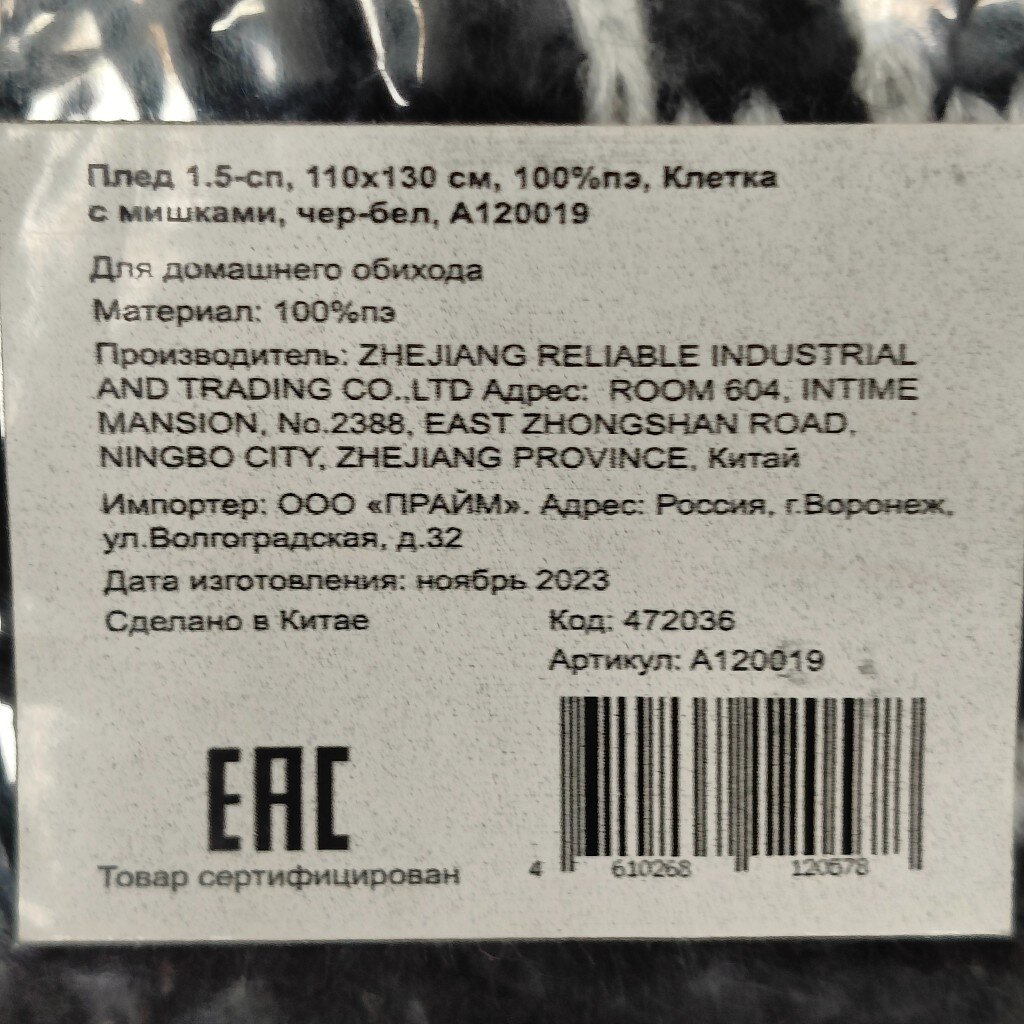 Плед 1.5-сп, 110х130 см, 100%пэ, Клетка
с мишками, чер-бел, А120019
Для домашнего обихода
Материал: 100%пэ
Производитель: ZHEJIANG RELIABLE INDUSTRIAL
AND TRADING CO.,LTD Адрес: ROOM 604, INTIME
MANSION, No.2388, EAST ZHONGSHAN ROAD,
NINGBO CITY, ZHEJIANG PROVINCE, Китай
Импортер: ООО «ПРАЙМ». Адрес: Россия, г.Воронеж,
ул.Волгоградская, д.32
Дата изготовления: ноябрь 2023
Сделано в Китае
Код: 472036
Артикул: А120019
EAC
Товар сертифицирован
4 610268 120578